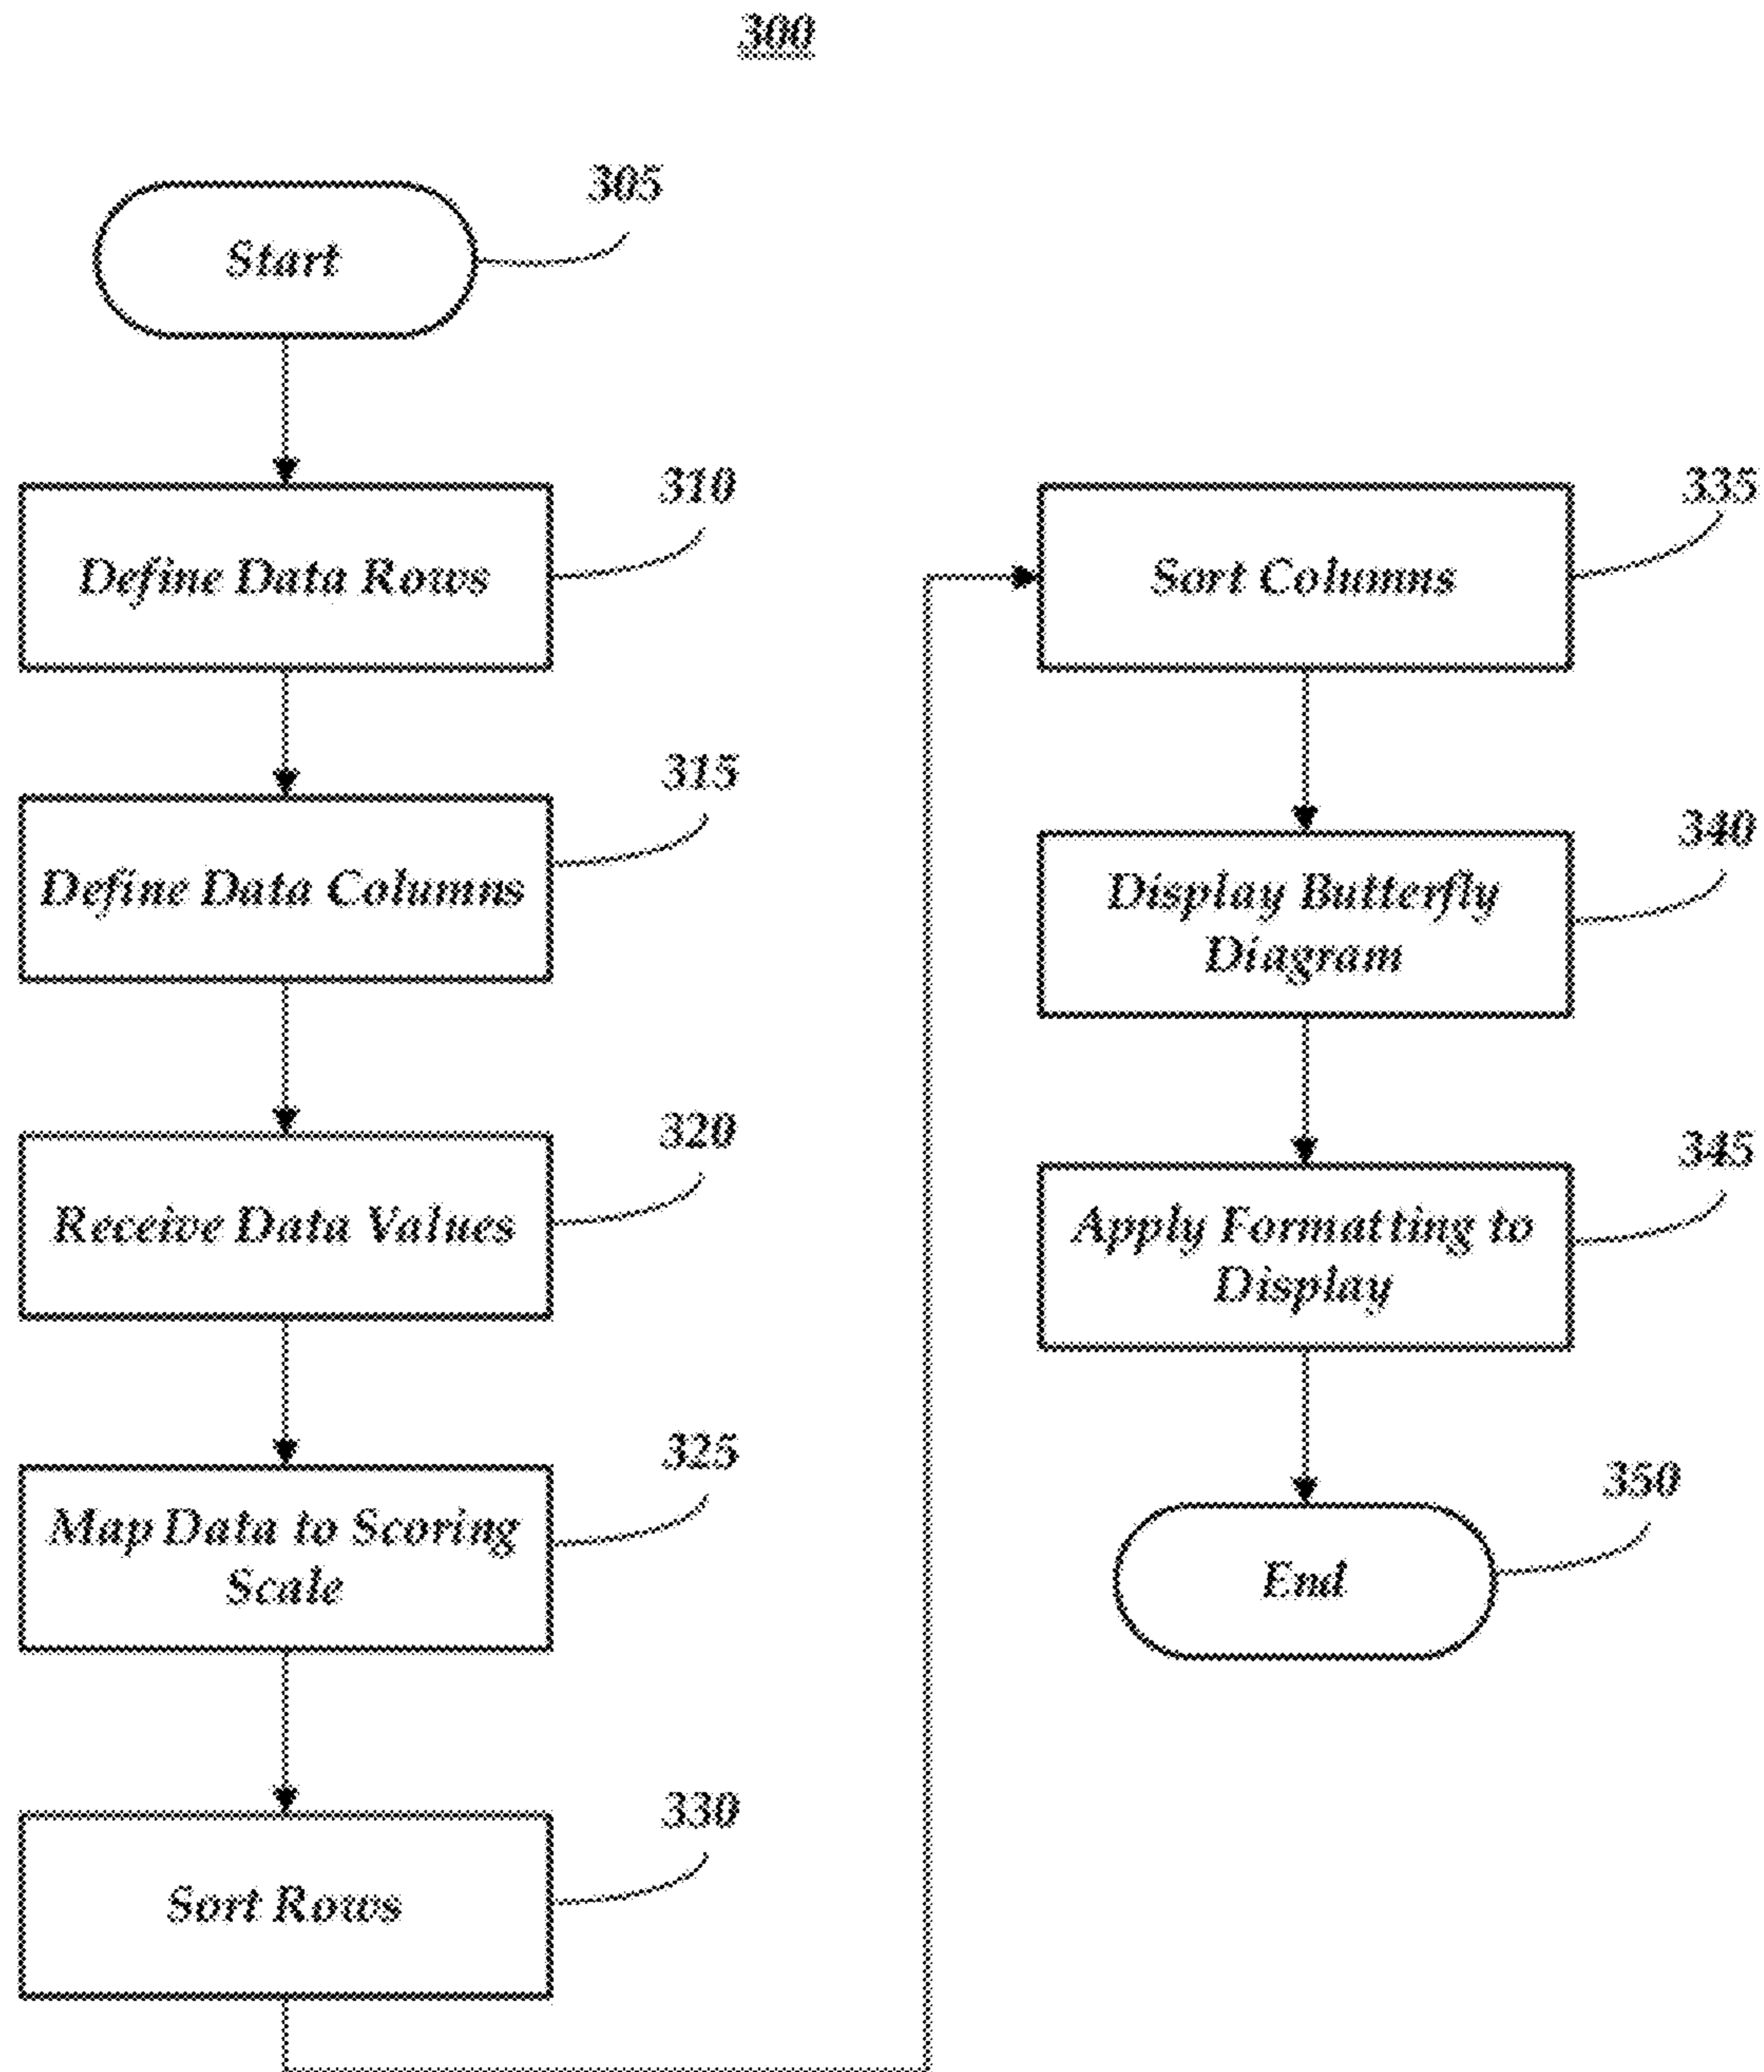 300
305
Start
310
Define Data Rows
315
Define Data Columns
320
Receive Data Values
325
Map Data to Scoring
Scale
330
Sort Rows
335
Sort Columns
340
Display Butterfly
Diagram
345
Apply Formatting to
Display
350
End